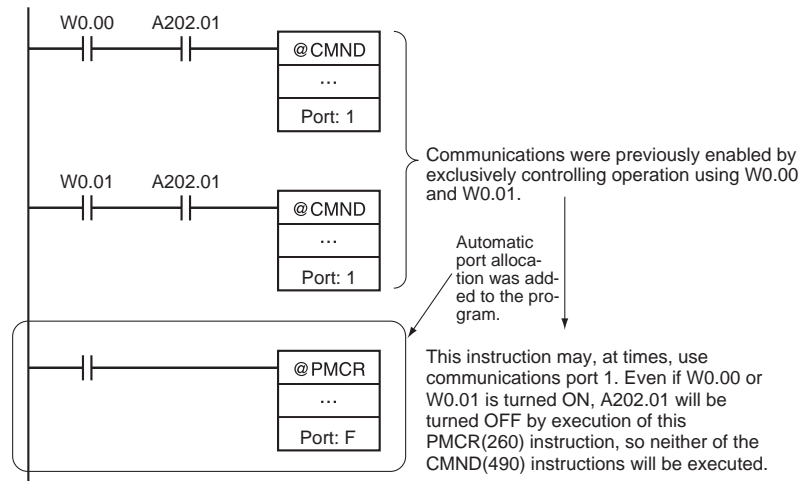 W0.00 A202.01
@CMND
...
Port: 1
W0.01 A202.01
@CMND
...
Port: 1
Communications were previously enabled by
exclusively controlling operation using W0.00
and W0.01.
Automatic
port alloca-
tion was add-
ed to the pro-
gram.
@PMCR
...
Port: F
This instruction may, at times, use
communications port 1. Even if W0.00 or
W0.01 is turned ON, A202.01 will be
turned OFF by execution of this
PMCR(260) instruction, so neither of the
CMND(490) instructions will be executed.